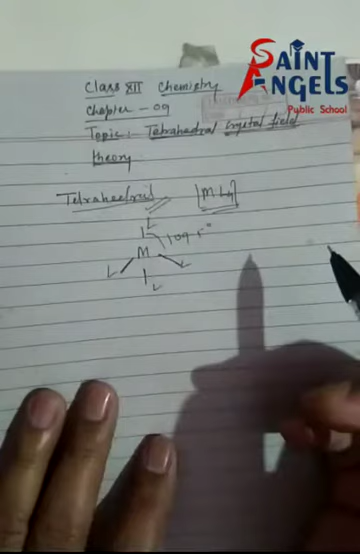 SAINT
ANGELS
Public School
Class XII Chemistry
Chapter - 09
Topic :- Tetrahedral crystal field
theory
Tetrahedral [ML4]
L
109.5°
M
L L
L